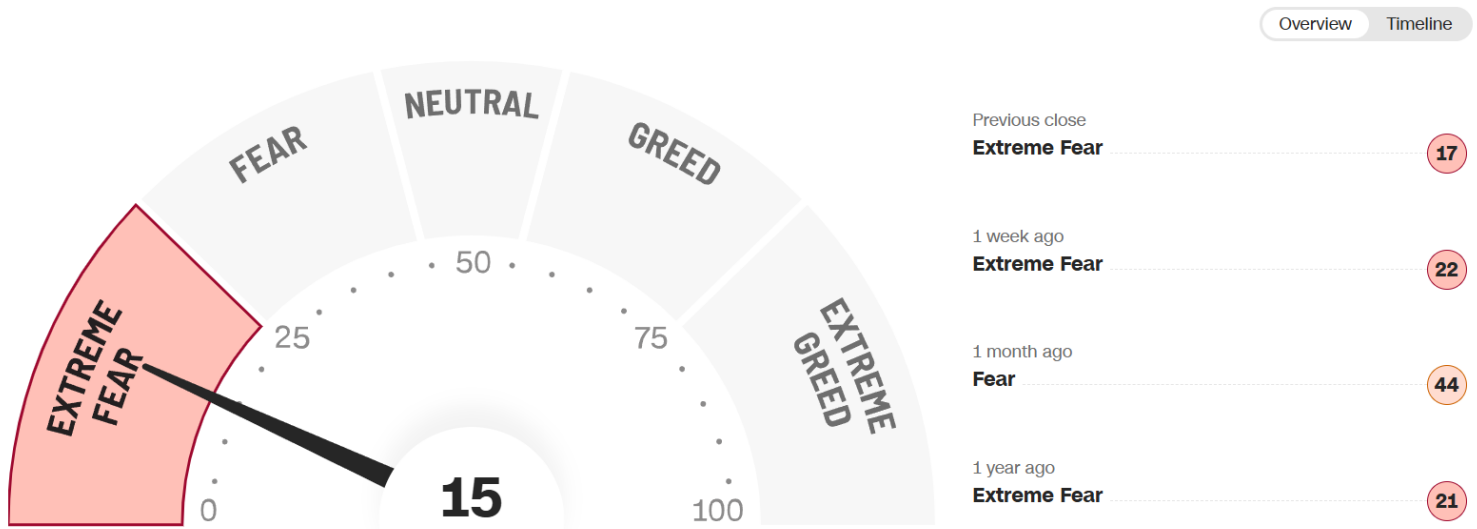 Overview
Timeline
EXTREME
FEAR
FEAR
NEUTRAL
GREED
EXTREME
GREED
0
25
50
75
100
15
Previous close
Extreme Fear 17
1 week ago
Extreme Fear 22
1 month ago
Fear 44
1 year ago
Extreme Fear 21